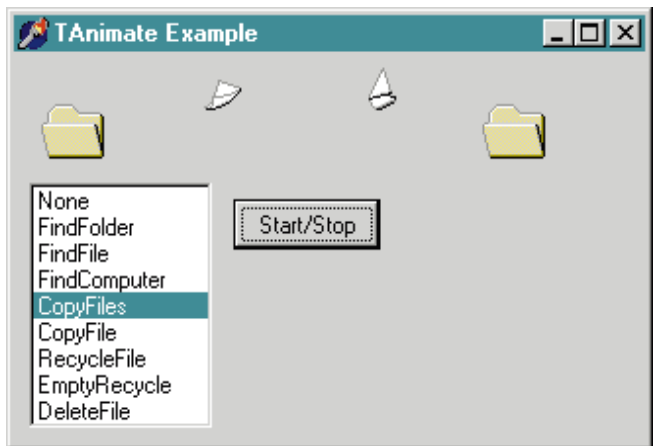 TAnimate Example
None
FindFolder
FindFile
FindComputer
CopyFiles
CopyFile
RecycleFile
EmptyRecycle
DeleteFile
Start/Stop